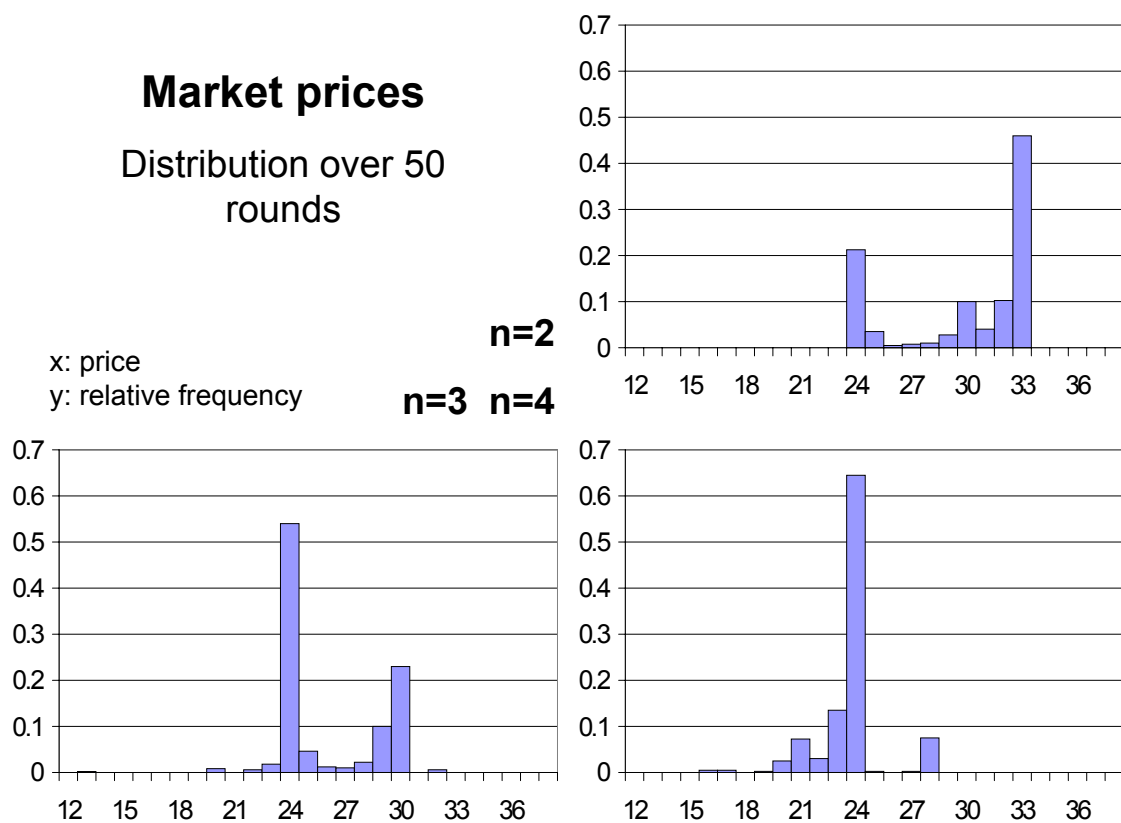 Market prices
Distribution over 50
rounds
x: price
y: relative frequency
n=2
n=3 n=4
0.7
0.6
0.5
0.4
0.3
0.2
0.1
0
12 15 18 21 24 27 30 33 36
0.7
0.6
0.5
0.4
0.3
0.2
0.1
0
12 15 18 21 24 27 30 33 36
0.7
0.6
0.5
0.4
0.3
0.2
0.1
0
12 15 18 21 24 27 30 33 36